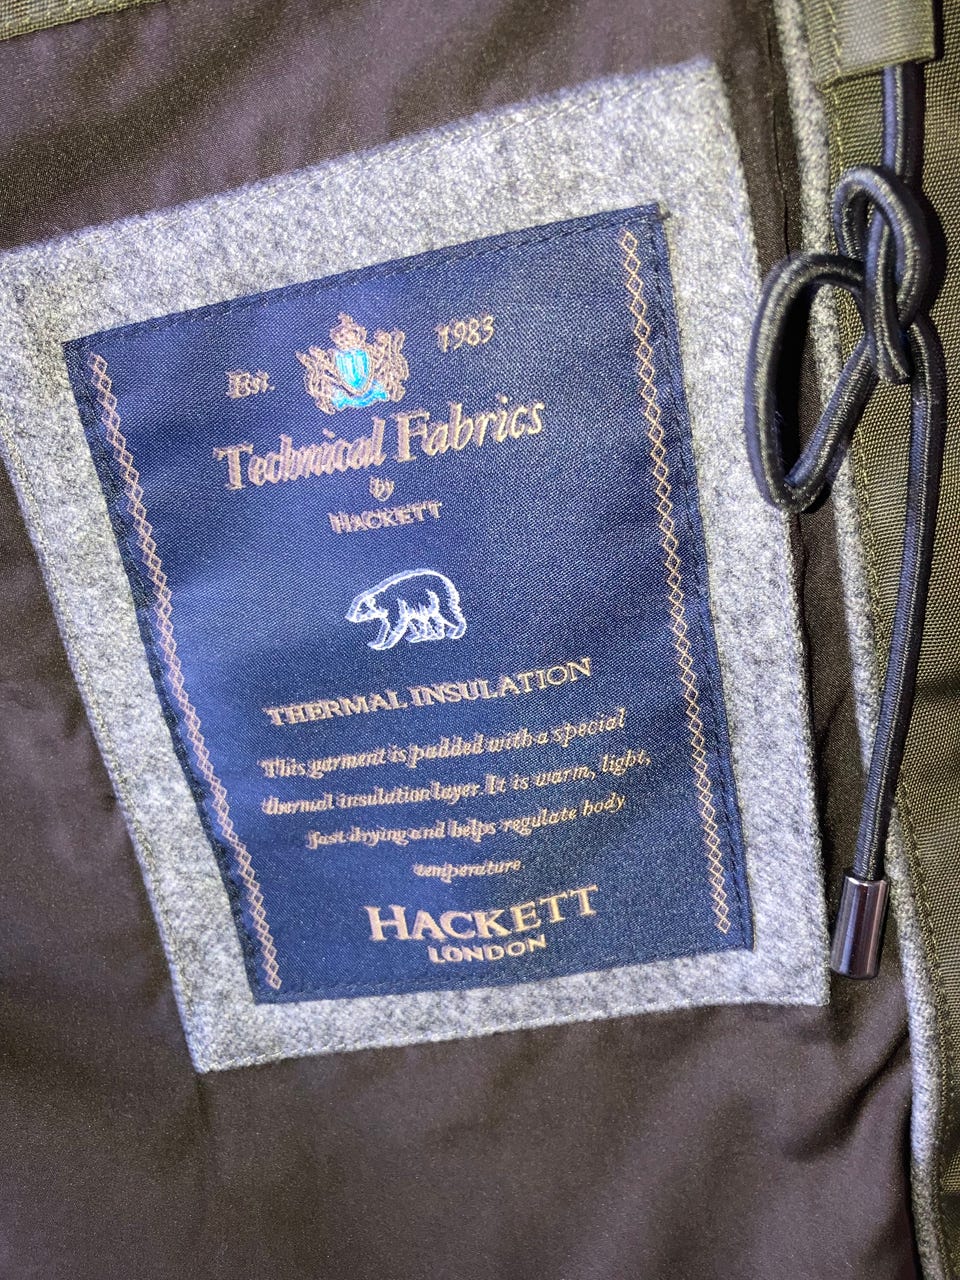 Est. 1983
Technical Fabrics
by
HACKETT
THERMAL INSULATION
This garment is padded with a special
thermal insulation layer. It is warm, light,
fast drying and helps regulate body
temperature
HACKETT
LONDON